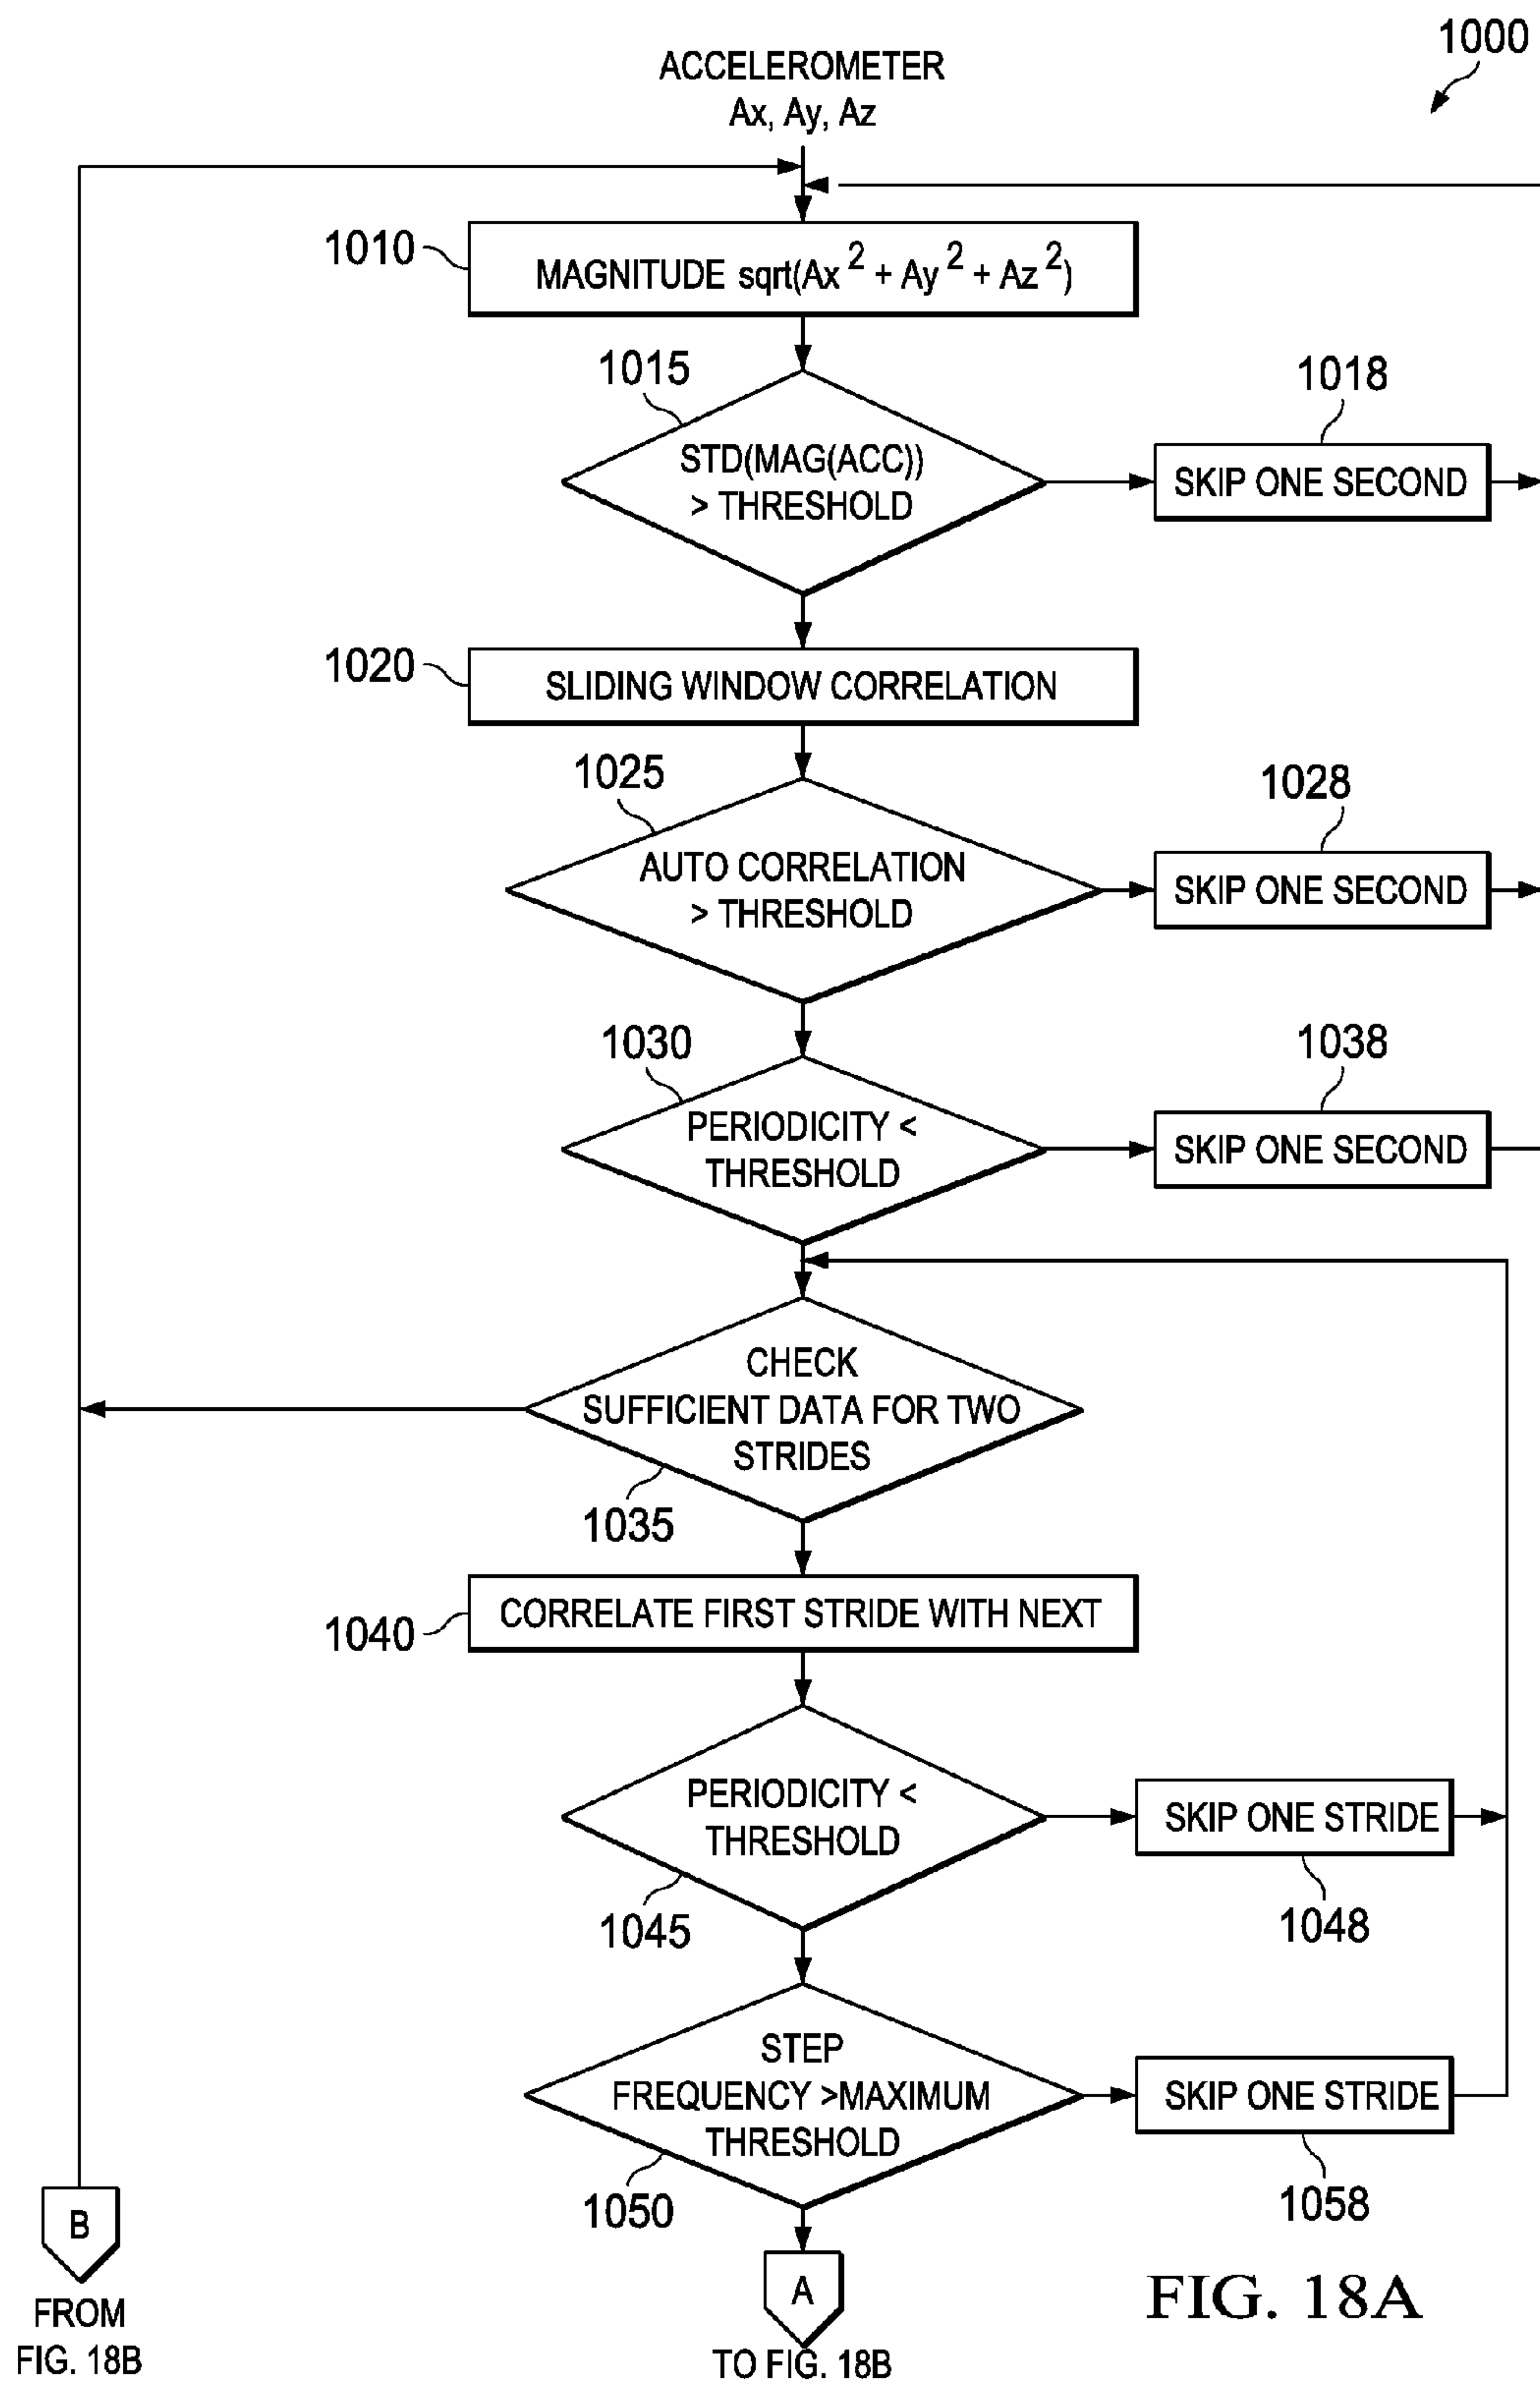 1000
ACCELEROMETER
Ax, Ay, Az
1010
MAGNITUDE sqrt(Ax 2 + Ay 2 + Az 2)
1015
STD(MAG(ACC))
> THRESHOLD
1018
SKIP ONE SECOND
1020
SLIDING WINDOW CORRELATION
1025
AUTO CORRELATION
> THRESHOLD
1028
SKIP ONE SECOND
1030
PERIODICITY <
THRESHOLD
1038
SKIP ONE SECOND
CHECK
SUFFICIENT DATA FOR TWO
STRIDES
1035
1040
CORRELATE FIRST STRIDE WITH NEXT
PERIODICITY <
THRESHOLD
1045
SKIP ONE STRIDE
1048
STEP
FREQUENCY >MAXIMUM
THRESHOLD
1050
SKIP ONE STRIDE
1058
B
FROM
FIG. 18B
A
TO FIG. 18B
FIG. 18A